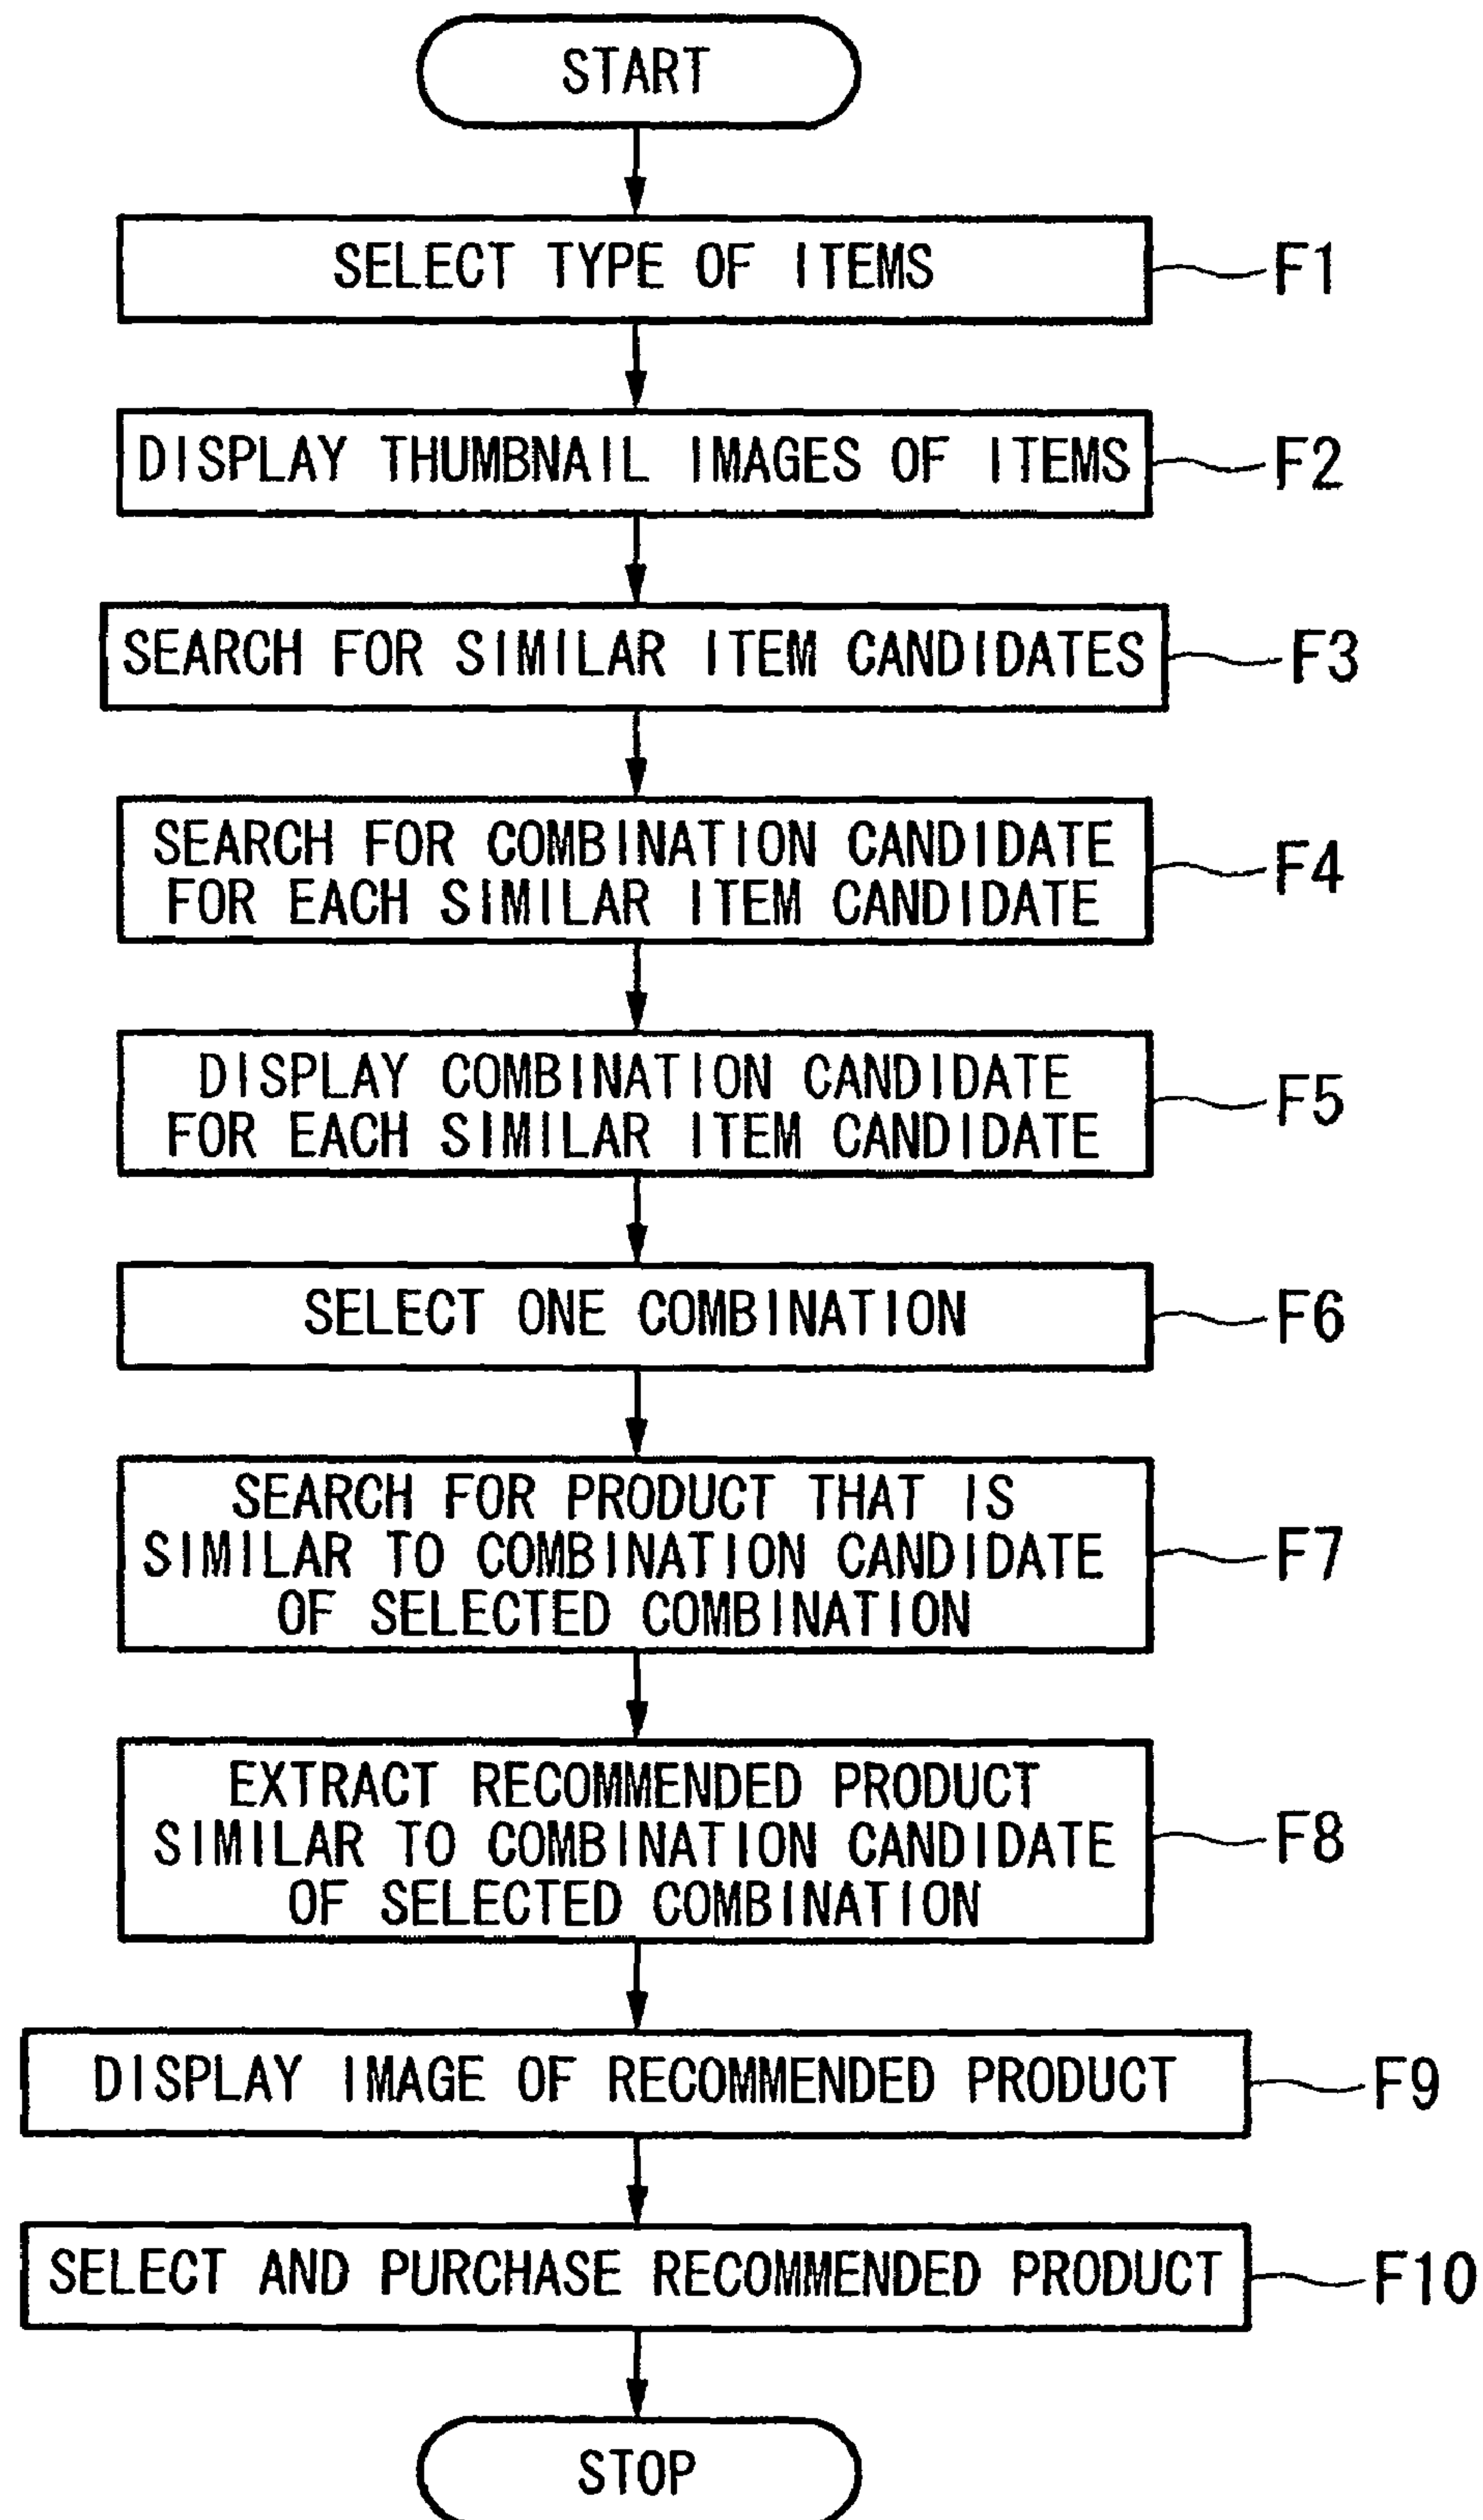 START
SELECT TYPE OF ITEMS
F1
DISPLAY THUMBNAIL IMAGES OF ITEMS
F2
SEARCH FOR SIMILAR ITEM CANDIDATES
F3
SEARCH FOR COMBINATION CANDIDATE
FOR EACH SIMILAR ITEM CANDIDATE
F4
DISPLAY COMBINATION CANDIDATE
FOR EACH SIMILAR ITEM CANDIDATE
F5
SELECT ONE COMBINATION
F6
SEARCH FOR PRODUCT THAT IS
SIMILAR TO COMBINATION CANDIDATE
OF SELECTED COMBINATION
F7
EXTRACT RECOMMENDED PRODUCT
SIMILAR TO COMBINATION CANDIDATE
OF SELECTED COMBINATION
F8
DISPLAY IMAGE OF RECOMMENDED PRODUCT
F9
SELECT AND PURCHASE RECOMMENDED PRODUCT
F10
STOP